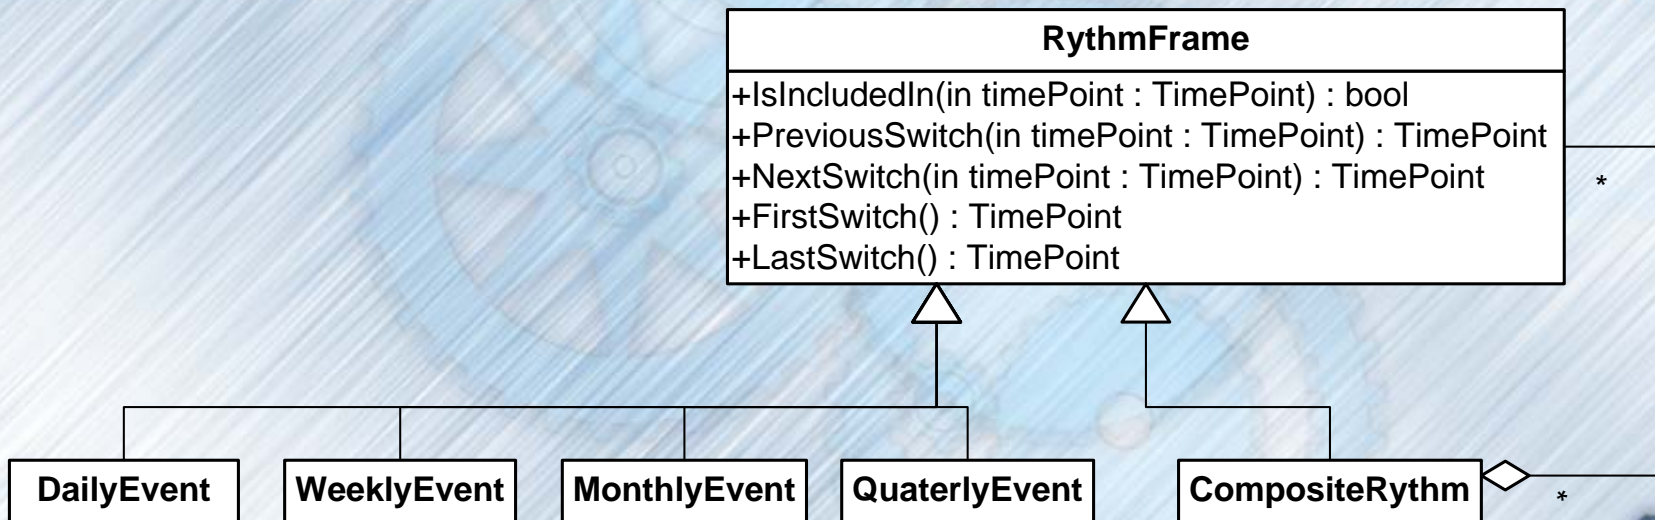 RythmFrame
+IsIncludedIn(in timePoint : TimePoint) : bool
+PreviousSwitch(in timePoint : TimePoint) : TimePoint
+NextSwitch(in timePoint : TimePoint) : TimePoint
+FirstSwitch() : TimePoint
+LastSwitch() : TimePoint
*
DailyEvent
WeeklyEvent
MonthlyEvent
QuaterlyEvent
CompositeRythm
*